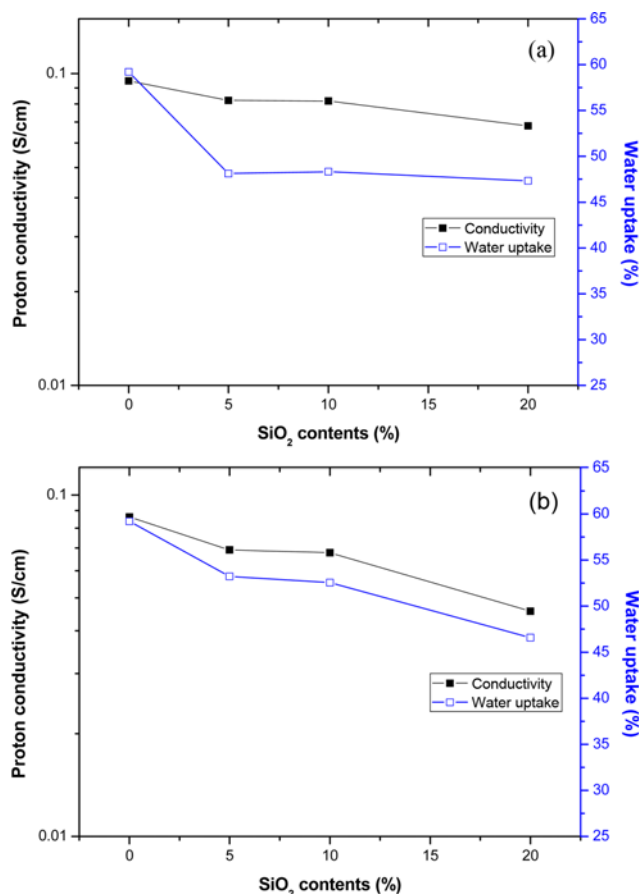 (a)
65
60
55
50
45
40
35
30
25
Water uptake (%)
0.1
0.01
Proton conductivity (S/cm)
Conductivity
Water uptake
0 5 10 15 20
SiO₂ contents (%)
(b)
65
60
55
50
45
40
35
30
25
Water uptake (%)
0.1
0.01
Proton conductivity (S/cm)
Conductivity
Water uptake
0 5 10 15 20
SiO₂ contents (%)